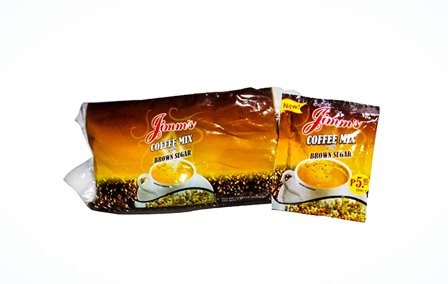 Jimm's
COFFEE MIX
BROWN SUGAR
New!
Jimm's
COFFEE MIX
BROWN SUGAR
P5.